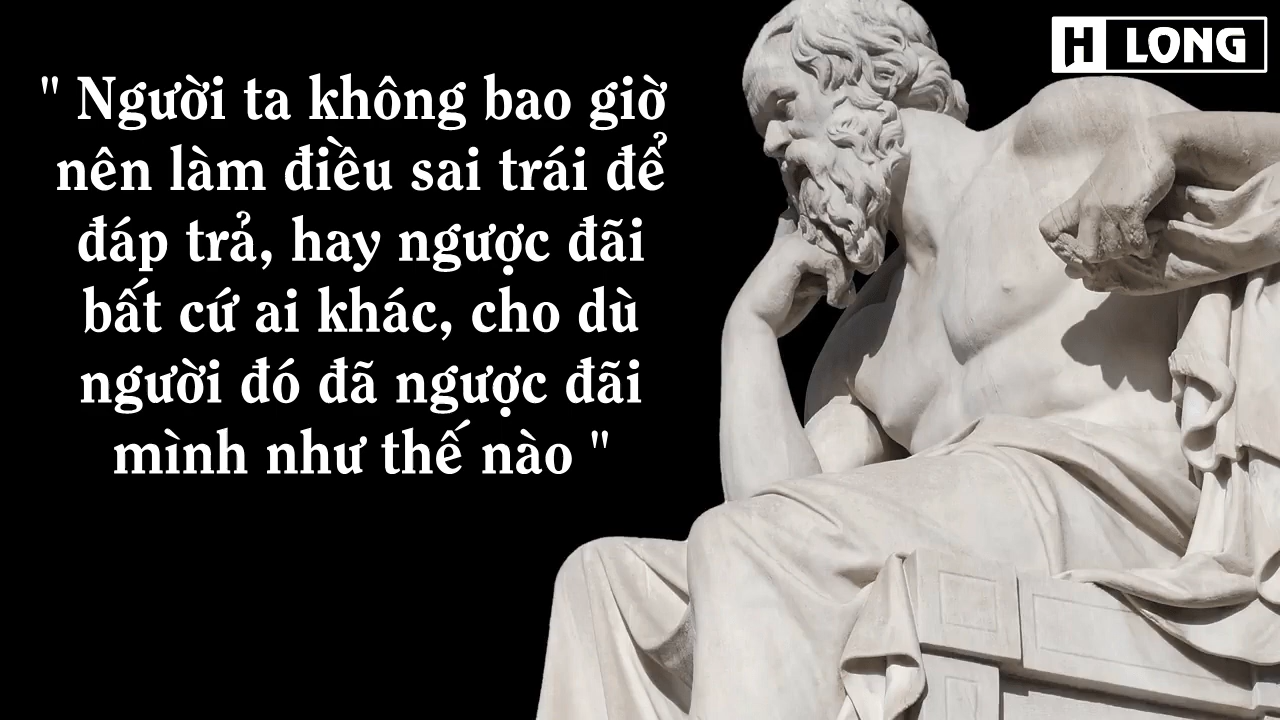 " Người ta không bao giờ
nên làm điều sai trái để
đáp trả, hay ngược đãi
bất cứ ai khác, cho dù
người đó đã ngược đãi
mình như thế nào "
H LONG